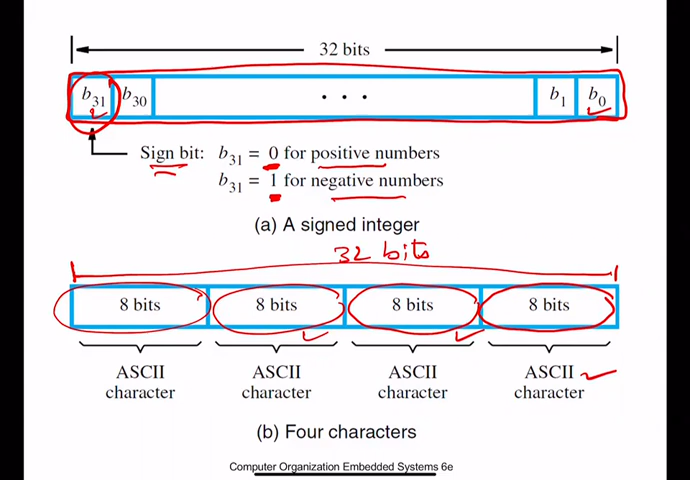 32 bits
b31 b30 . . . b1 b0
Sign bit: b31 = 0 for positive numbers
b31 = 1 for negative numbers
(a) A signed integer
32 bits
8 bits 8 bits 8 bits 8 bits
ASCII ASCII ASCII ASCII
character character character character
(b) Four characters
Computer Organization Embedded Systems 6e